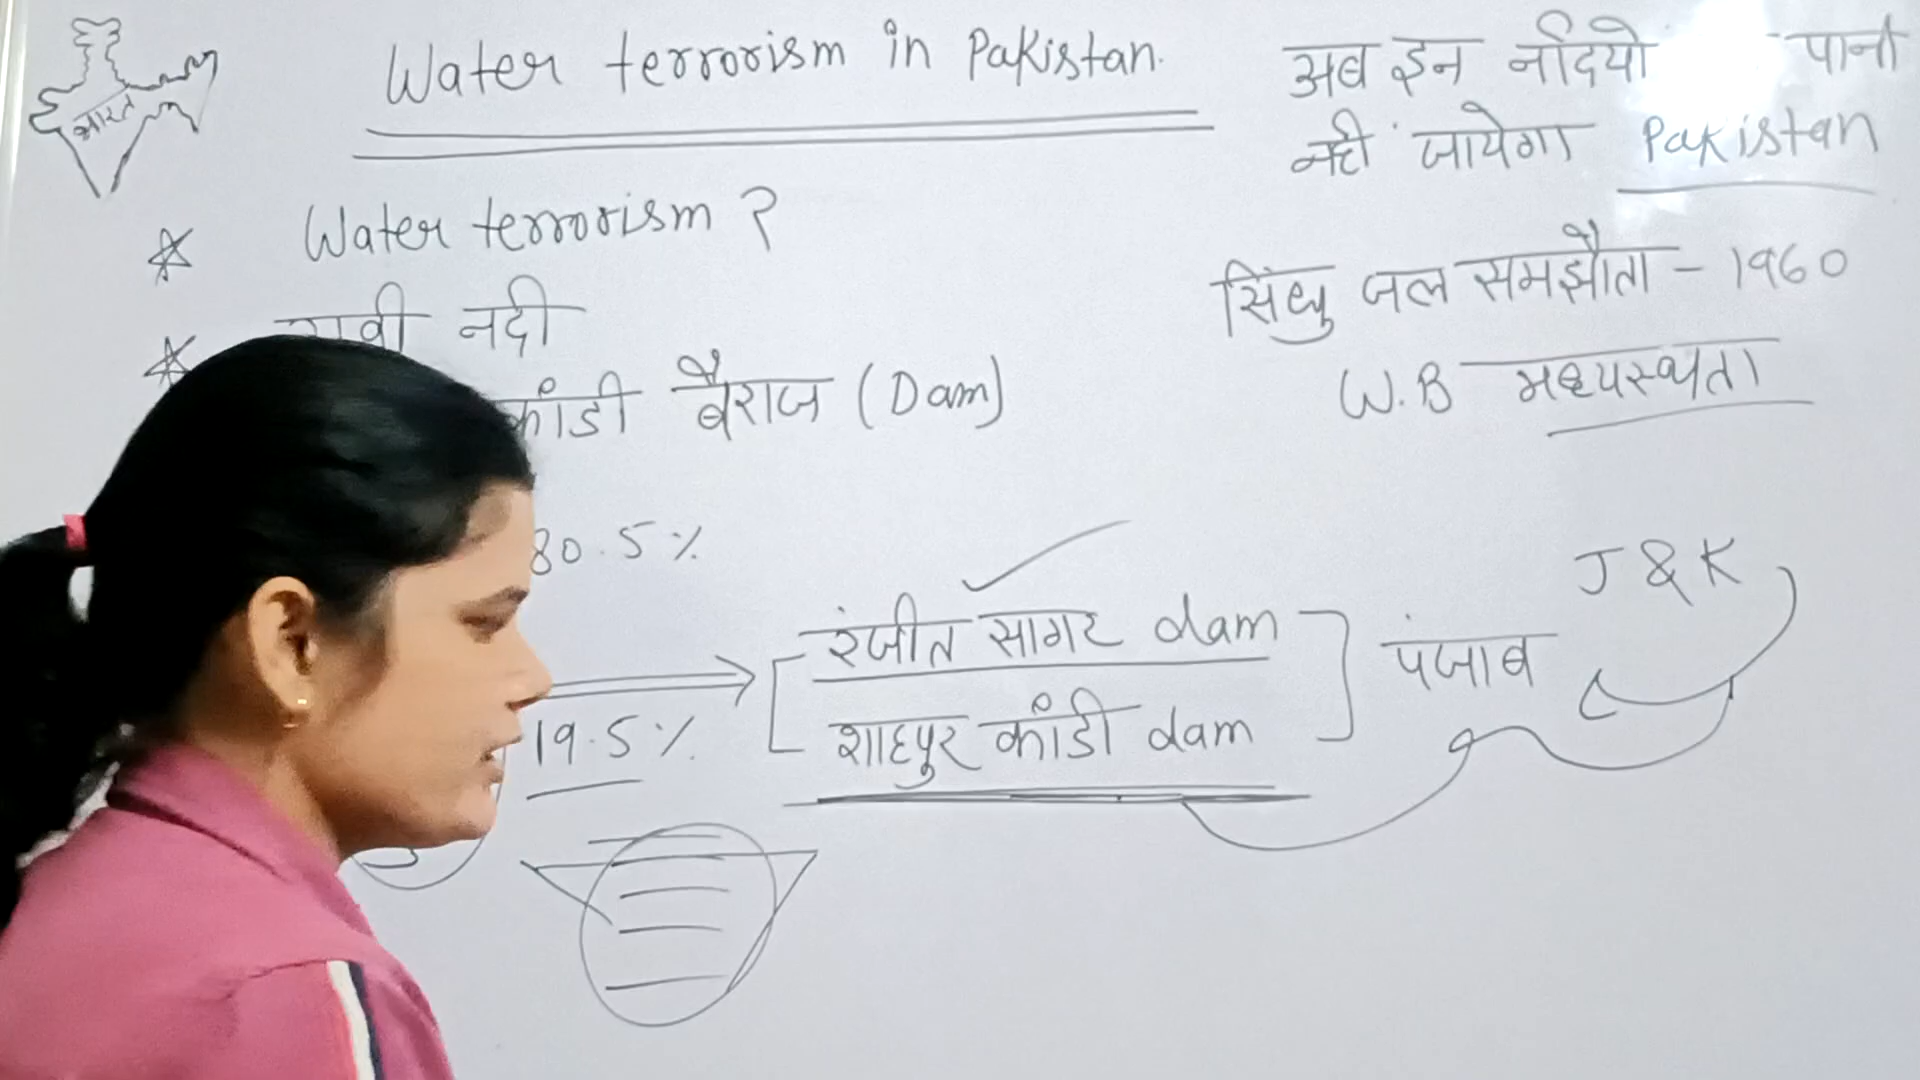 भारत
Water terrorism in Pakistan.
Water terrorism ?
नदी
कांडी बैराज (Dam)
80.5%
19.5%
रंजीत सागर dam
शाहपुर कांडी dam
पंजाब
J & K
अब इन नदियो पानी
नही जायेगा Pakistan
सिंधु जल समझौता - 1960
W.B मध्यस्थता